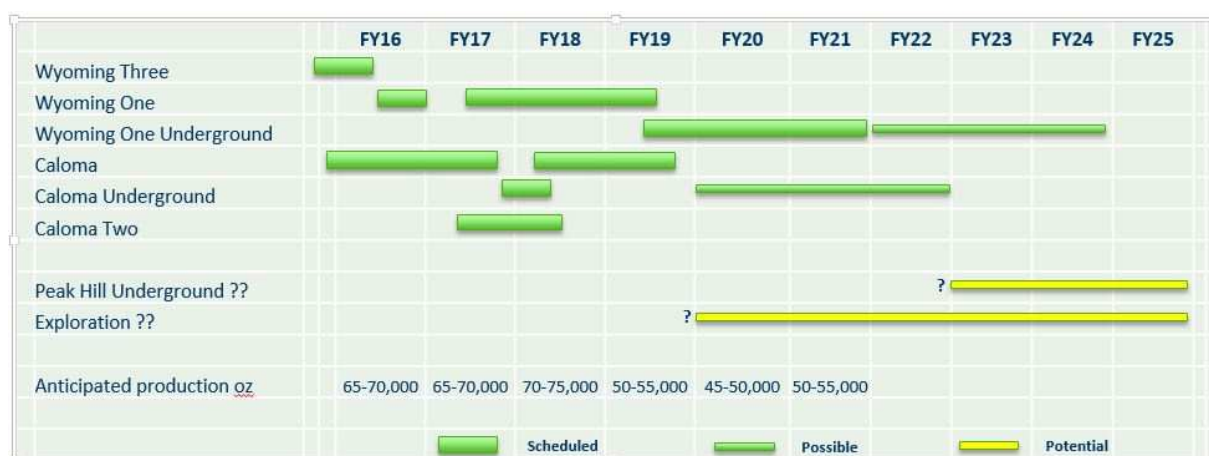 FY16 FY17 FY18 FY19 FY20 FY21 FY22 FY23 FY24 FY25
Wyoming Three
Wyoming One
Wyoming One Underground
Caloma
Caloma Underground
Caloma Two
Peak Hill Underground ?? ?
Exploration ?? ?
Anticipated production oz 65-70,000 65-70,000 70-75,000 50-55,000 45-50,000 50-55,000
Scheduled Possible Potential